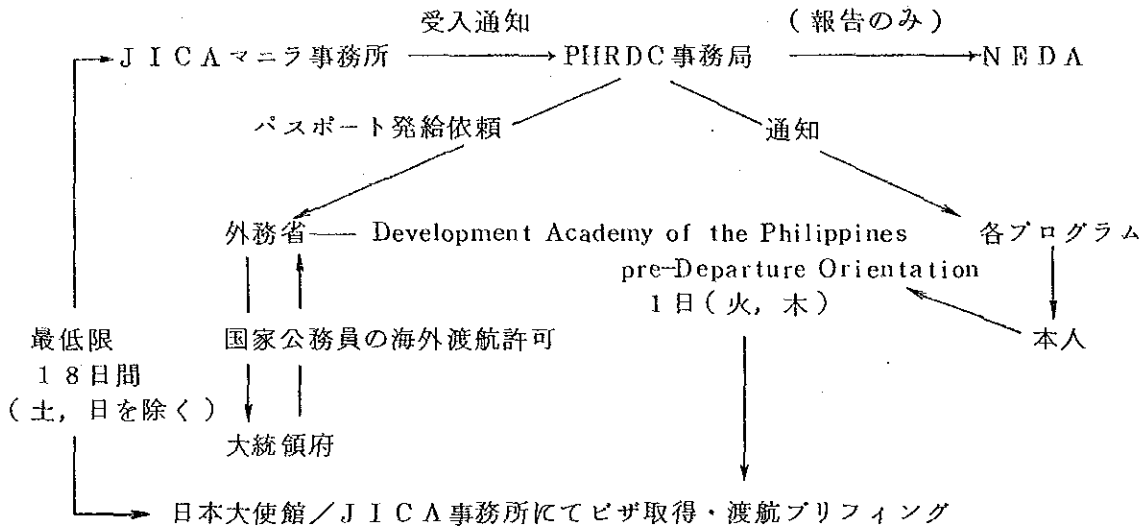 受入通知 (報告のみ)
JICAマニラ事務所 PHRDC事務局 NEDA
パスポート発給依頼 通知
外務省 Development Academy of the Philippines 各プログラム
pre-Departure Orientation
1日(火,木)
最低限 国家公務員の海外渡航許可 本人
18日間
(土,日を除く)
大統領府
日本大使館/JICA事務所にてビザ取得・渡航ブリフィング